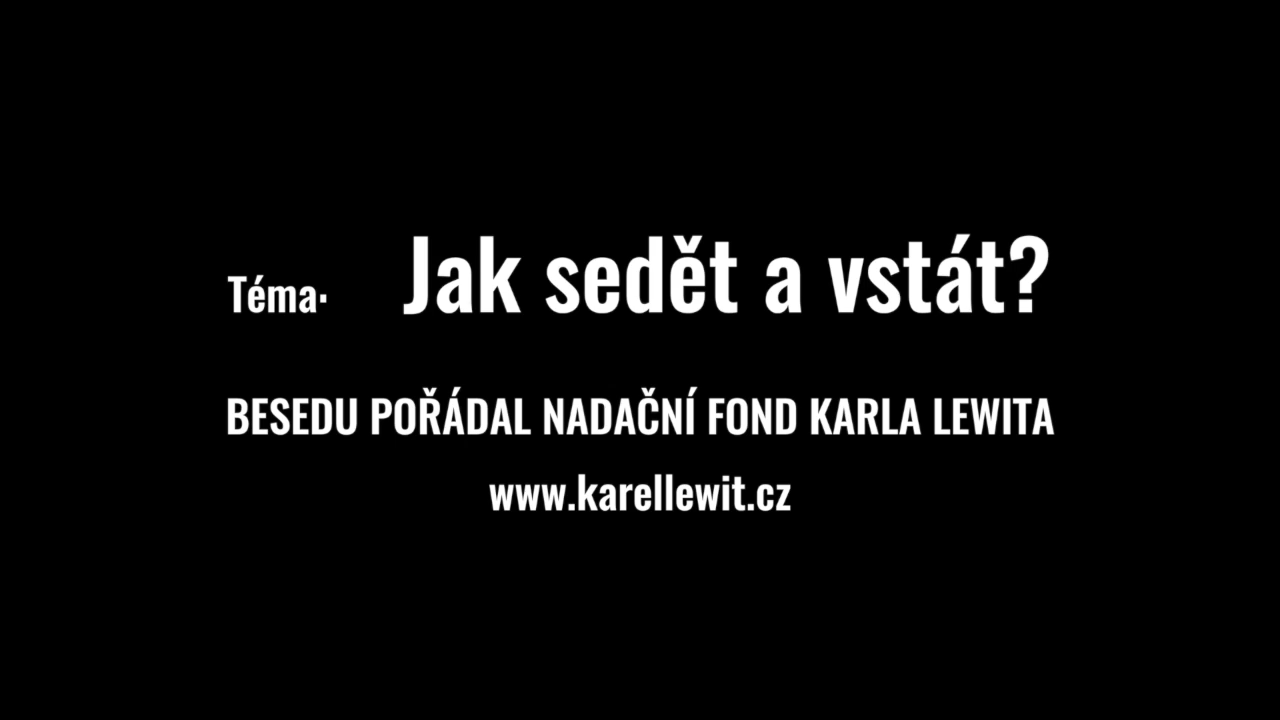 Téma· Jak sedět a vstát?
BESEDU POŘÁDAL NADAČNÍ FOND KARLA LEWITA
www.karellewit.cz